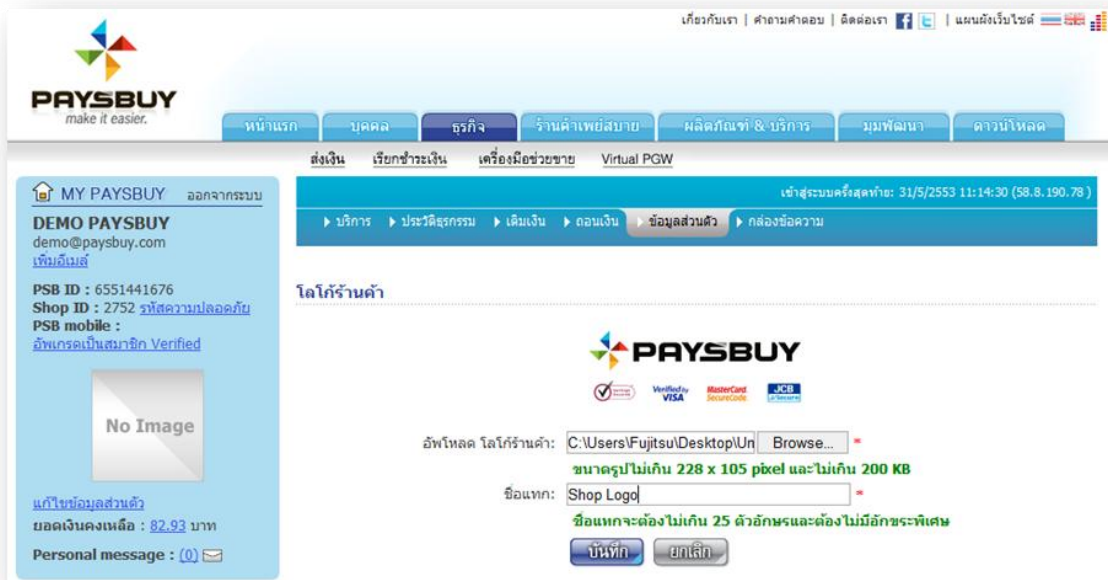 เกี่ยวกับเรา | คำถามคำตอบ | ติดต่อเรา | แผนผังเว็บไซต์
PAYSBUY
make it easier.
หน้าแรก บุคคล ธุรกิจ ร้านค้าเพย์สบาย ผลิตภัณฑ์ & บริการ มุมพัฒนา ดาวน์โหลด
ส่งเงิน เรียกชำระเงิน เครื่องมือช่วยขาย Virtual PGW
MY PAYSBUY ออกจากระบบ
DEMO PAYSBUY
demo@paysbuy.com
เพิ่มอีเมล์
PSB ID : 6551441676
Shop ID : 2752 รหัสความปลอดภัย
PSB mobile :
อัพเกรดเป็นสมาชิก Verified
No Image
แก้ไขข้อมูลส่วนตัว
ยอดเงินคงเหลือ : 82.93 บาท
Personal message : (0)
เข้าสู่ระบบครั้งสุดท้าย: 31/5/2553 11:14:30 (58.8.190.78 )
บริการ ประวัติธุรกรรม เติมเงิน ถอนเงิน ข้อมูลส่วนตัว กล่องข้อความ
โลโก้ร้านค้า
PAYSBUY
Verified by VISA MasterCard SecureCode JCB
อัพโหลด โลโก้ร้านค้า: C:\Users\Fujitsu\Desktop\Un Browse... *
ขนาดรูปไม่เกิน 228 x 105 pixel และไม่เกิน 200 KB
ชื่อแทก: Shop Logo *
ชื่อแทกจะต้องไม่เกิน 25 ตัวอักษรและต้องไม่มีอักขระพิเศษ
บันทึก ยกเลิก